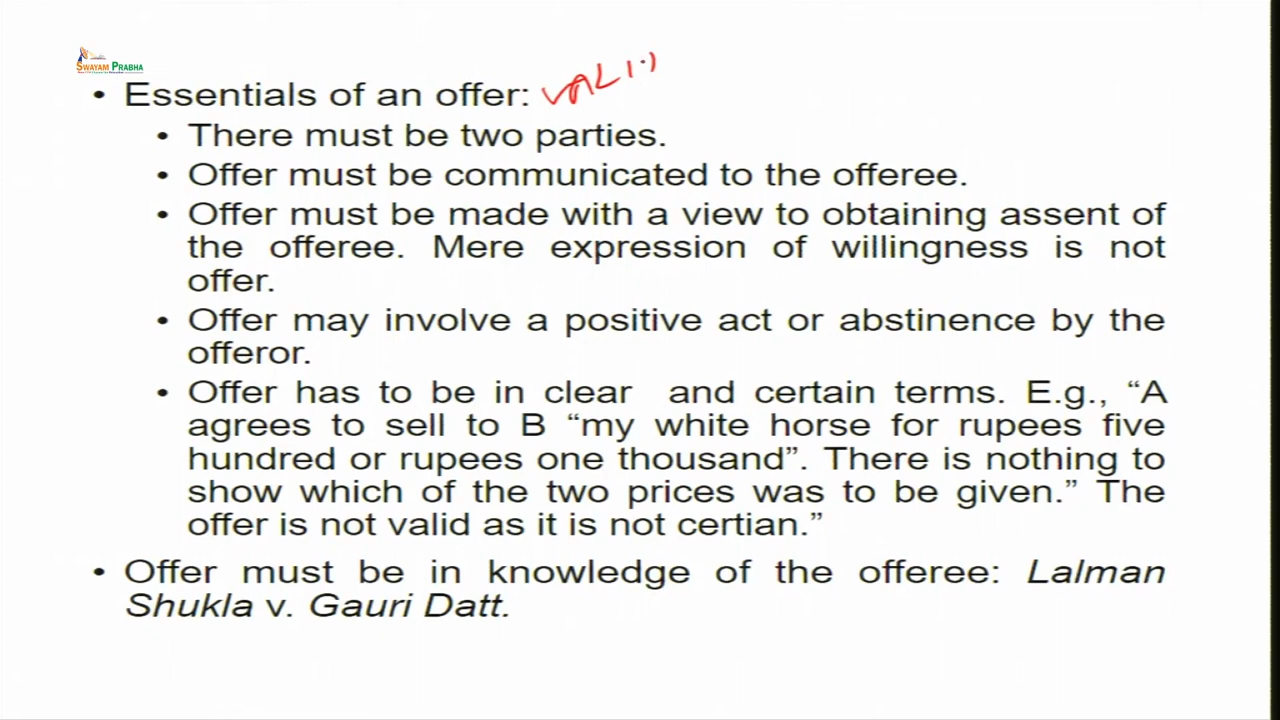 SWAYAM PRABHA
• Essentials of an offer:
• There must be two parties.
• Offer must be communicated to the offeree.
• Offer must be made with a view to obtaining assent of
the offeree. Mere expression of willingness is not
offer.
• Offer may involve a positive act or abstinence by the
offeror.
• Offer has to be in clear and certain terms. E.g., “A
agrees to sell to B “my white horse for rupees five
hundred or rupees one thousand”. There is nothing to
show which of the two prices was to be given.” The
offer is not valid as it is not certian.”
• Offer must be in knowledge of the offeree: Lalman
Shukla v. Gauri Datt.